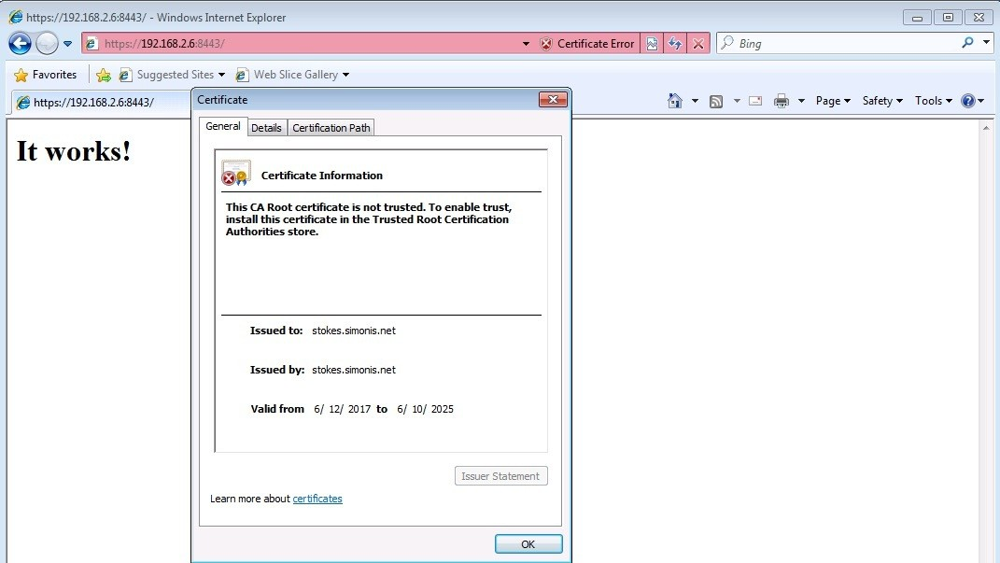 https://192.168.2.6:8443/ - Windows Internet Explorer
https://192.168.2.6:8443/
Certificate Error
Bing
Favorites
Suggested Sites
Web Slice Gallery
https://192.168.2.6:8443/
Page
Safety
Tools
It works!
Certificate
General
Details
Certification Path
Certificate Information
This CA Root certificate is not trusted. To enable trust,
install this certificate in the Trusted Root Certification
Authorities store.
Issued to: stokes.simonis.net
Issued by: stokes.simonis.net
Valid from 6/ 12/ 2017 to 6/ 10/ 2025
Issuer Statement
Learn more about certificates
OK